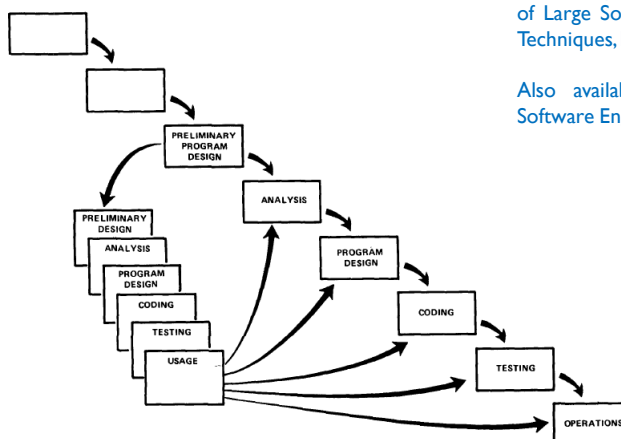 of Large So
Techniques,
Also availa
Software En
PRELIMINARY
PROGRAM
DESIGN
ANALYSIS
PROGRAM
DESIGN
CODING
TESTING
OPERATIONS
PRELIMINARY
DESIGN
ANALYSIS
PROGRAM
DESIGN
CODING
TESTING
USAGE